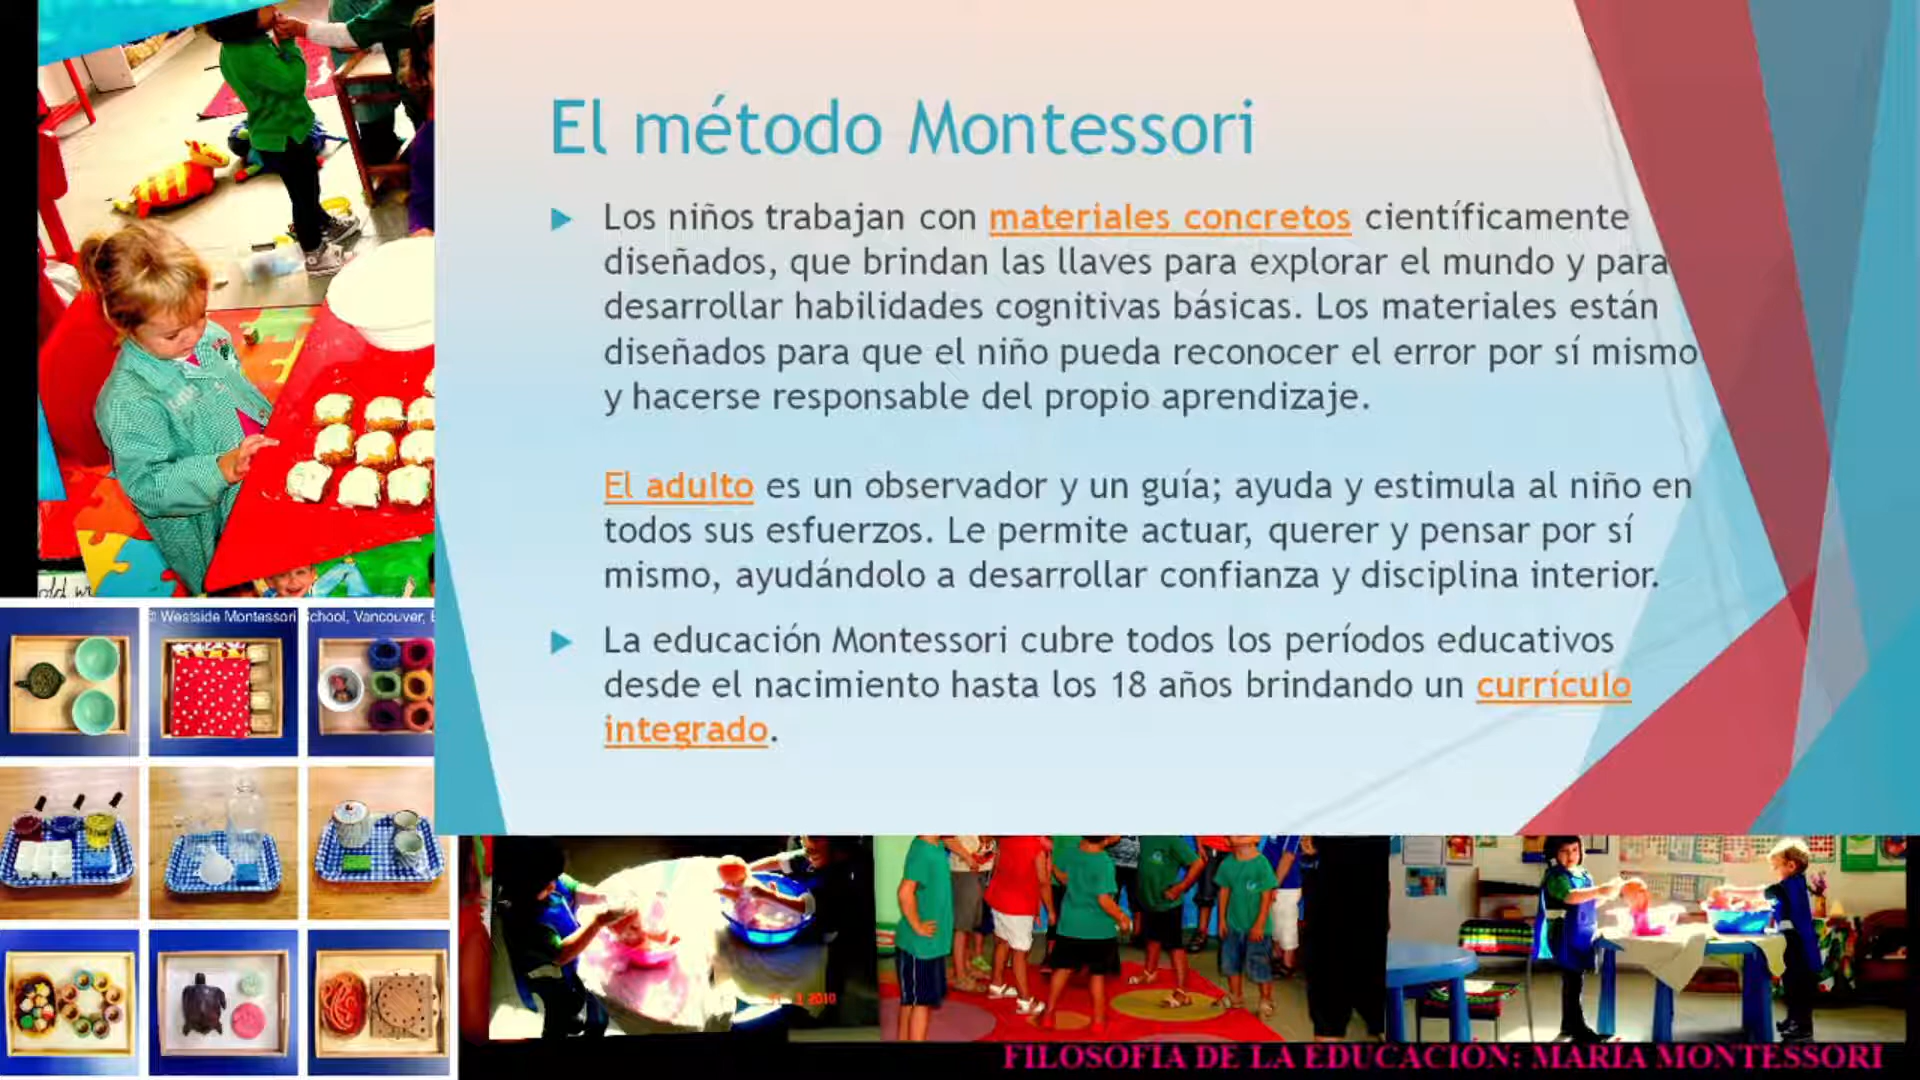 El método Montessori
Los niños trabajan con materiales concretos científicamente
diseñados, que brindan las llaves para explorar el mundo y para
desarrollar habilidades cognitivas básicas. Los materiales están
diseñados para que el niño pueda reconocer el error por sí mismo
y hacerse responsable del propio aprendizaje.
El adulto es un observador y un guía; ayuda y estimula al niño en
todos sus esfuerzos. Le permite actuar, querer y pensar por sí
mismo, ayudándolo a desarrollar confianza y disciplina interior.
La educación Montessori cubre todos los períodos educativos
desde el nacimiento hasta los 18 años brindando un currículo
integrado.
© Westside Montessori School, Vancouver,
2010
FILOSOFIA DE LA EDUCACION: MARIA MONTESSORI